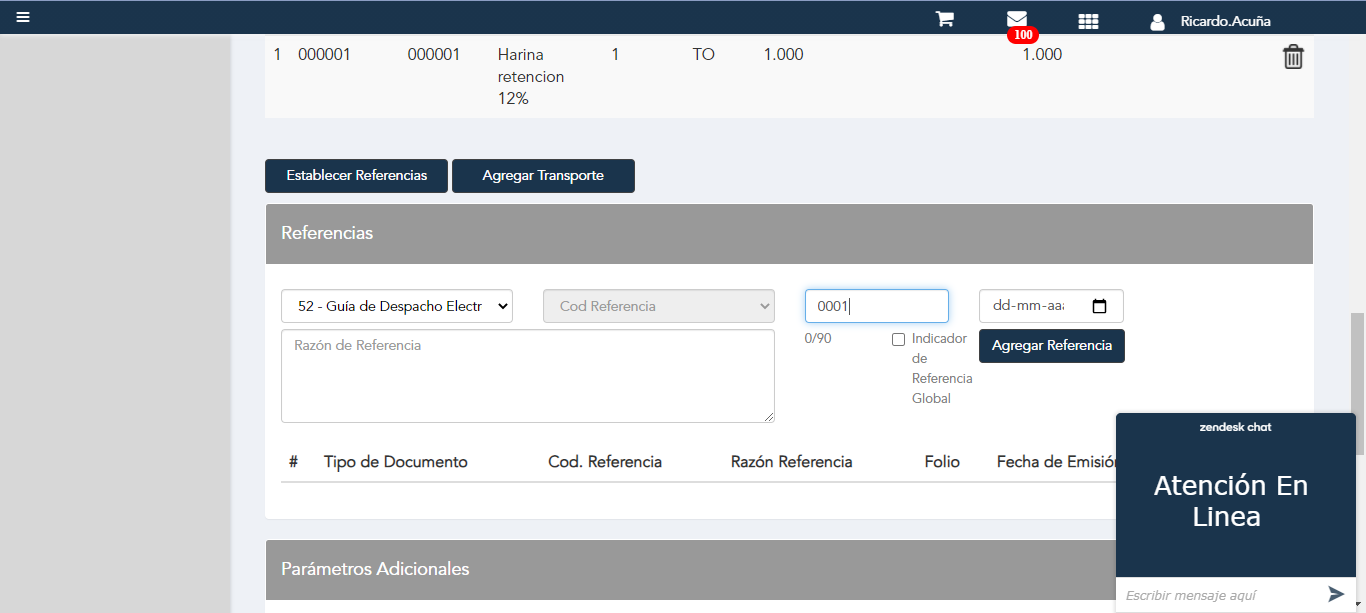 Ricardo.Acuña
100
1 000001 000001 Harina 1 TO 1.000 1.000
retencion
12%
Establecer Referencias Agregar Transporte
Referencias
52 - Guía de Despacho Electr Cod Referencia 0001 dd-mm-aaa
Razón de Referencia 0/90 Indicador Agregar Referencia
de
Referencia
Global
# Tipo de Documento Cod. Referencia Razón Referencia Folio Fecha de Emisión
Parámetros Adicionales
zendesk chat
Atención En
Linea
Escribir mensaje aquí